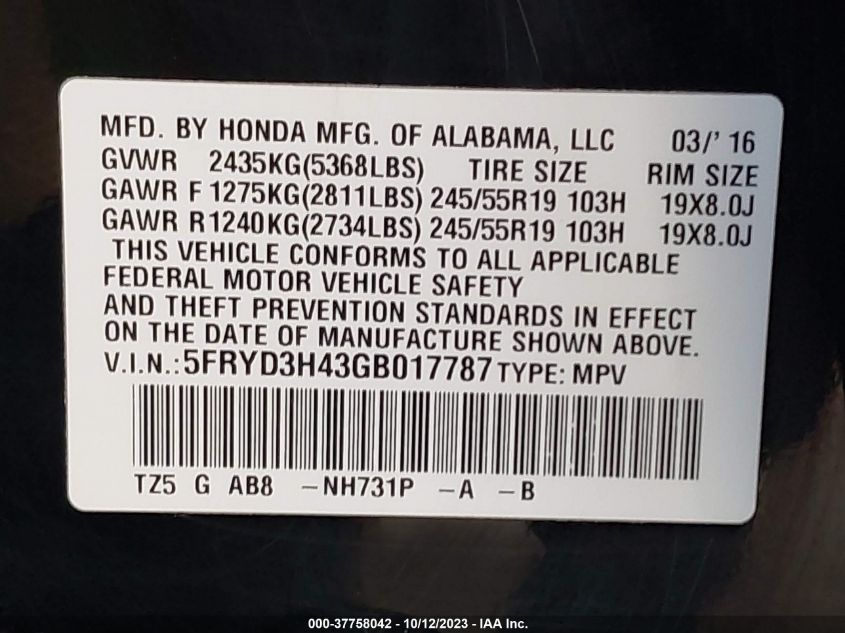 MFD. BY HONDA MFG. OF ALABAMA, LLC 03/' 16
GVWR 2435KG(5368LBS) TIRE SIZE RIM SIZE
GAWR F 1275KG(2811LBS) 245/55R19 103H 19X8.0J
GAWR R1240KG(2734LBS) 245/55R19 103H 19X8.0J
THIS VEHICLE CONFORMS TO ALL APPLICABLE
FEDERAL MOTOR VEHICLE SAFETY
AND THEFT PREVENTION STANDARDS IN EFFECT
ON THE DATE OF MANUFACTURE SHOWN ABOVE.
V.I.N.:5FRYD3H43GB017787 TYPE: MPV
TZ5 G AB8 -NH731P -A -B
000-37758042 - 10/12/2023 - IAA Inc.